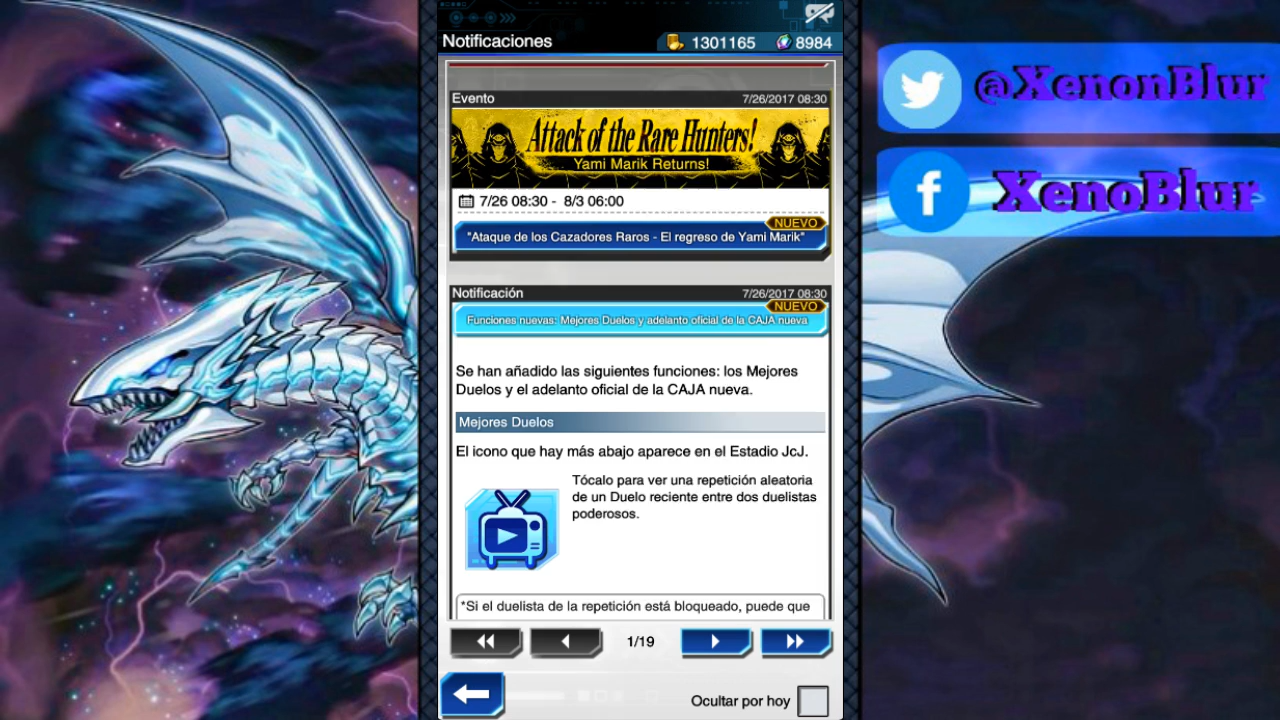 Notificaciones
1301165
8984
@XenonBlur
XenoBlur
Evento
7/26/2017 08:30
Attack of the Rare Hunters!
Yami Marik Returns!
7/26 08:30 - 8/3 06:00
NUEVO
"Ataque de los Cazadores Raros - El regreso de Yami Marik"
Notificación
7/26/2017 08:30
NUEVO
Funciones nuevas: Mejores Duelos y adelanto oficial de la CAJA nueva
Se han añadido las siguientes funciones: los Mejores
Duelos y el adelanto oficial de la CAJA nueva.
Mejores Duelos
El icono que hay más abajo aparece en el Estadio JcJ.
Tócalo para ver una repetición aleatoria
de un Duelo reciente entre dos duelistas
poderosos.
*Si el duelista de la repetición está bloqueado, puede que
1/19
Ocultar por hoy